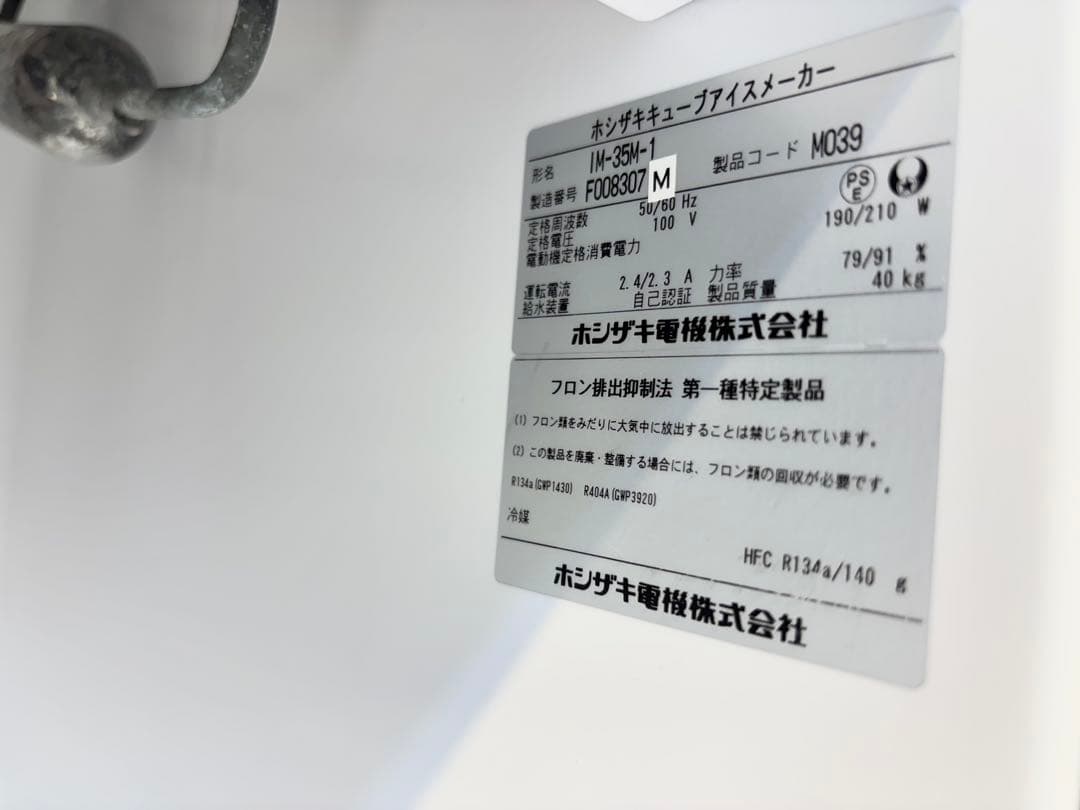 ホシザキキューブアイスメーカー
形名 IM-35M-1 製品コード M039
製造番号 F008307 M
PS E
定格周波数 50/60 Hz
定格電圧 100 V
電動機定格消費電力 190/210 W
運転電流 2.4/2.3 A 力率 79/91 %
給水装置 自己認証 製品質量 40 kg
ホシザキ電機株式会社
フロン排出抑制法 第一種特定製品
(1) フロン類をみだりに大気中に放出することは禁じられています。
(2) この製品を廃棄・整備する場合には、フロン類の回収が必要です。
R134a(GWP1430) R404A(GWP3920)
冷媒
HFC R134a/140 g
ホシザキ電機株式会社